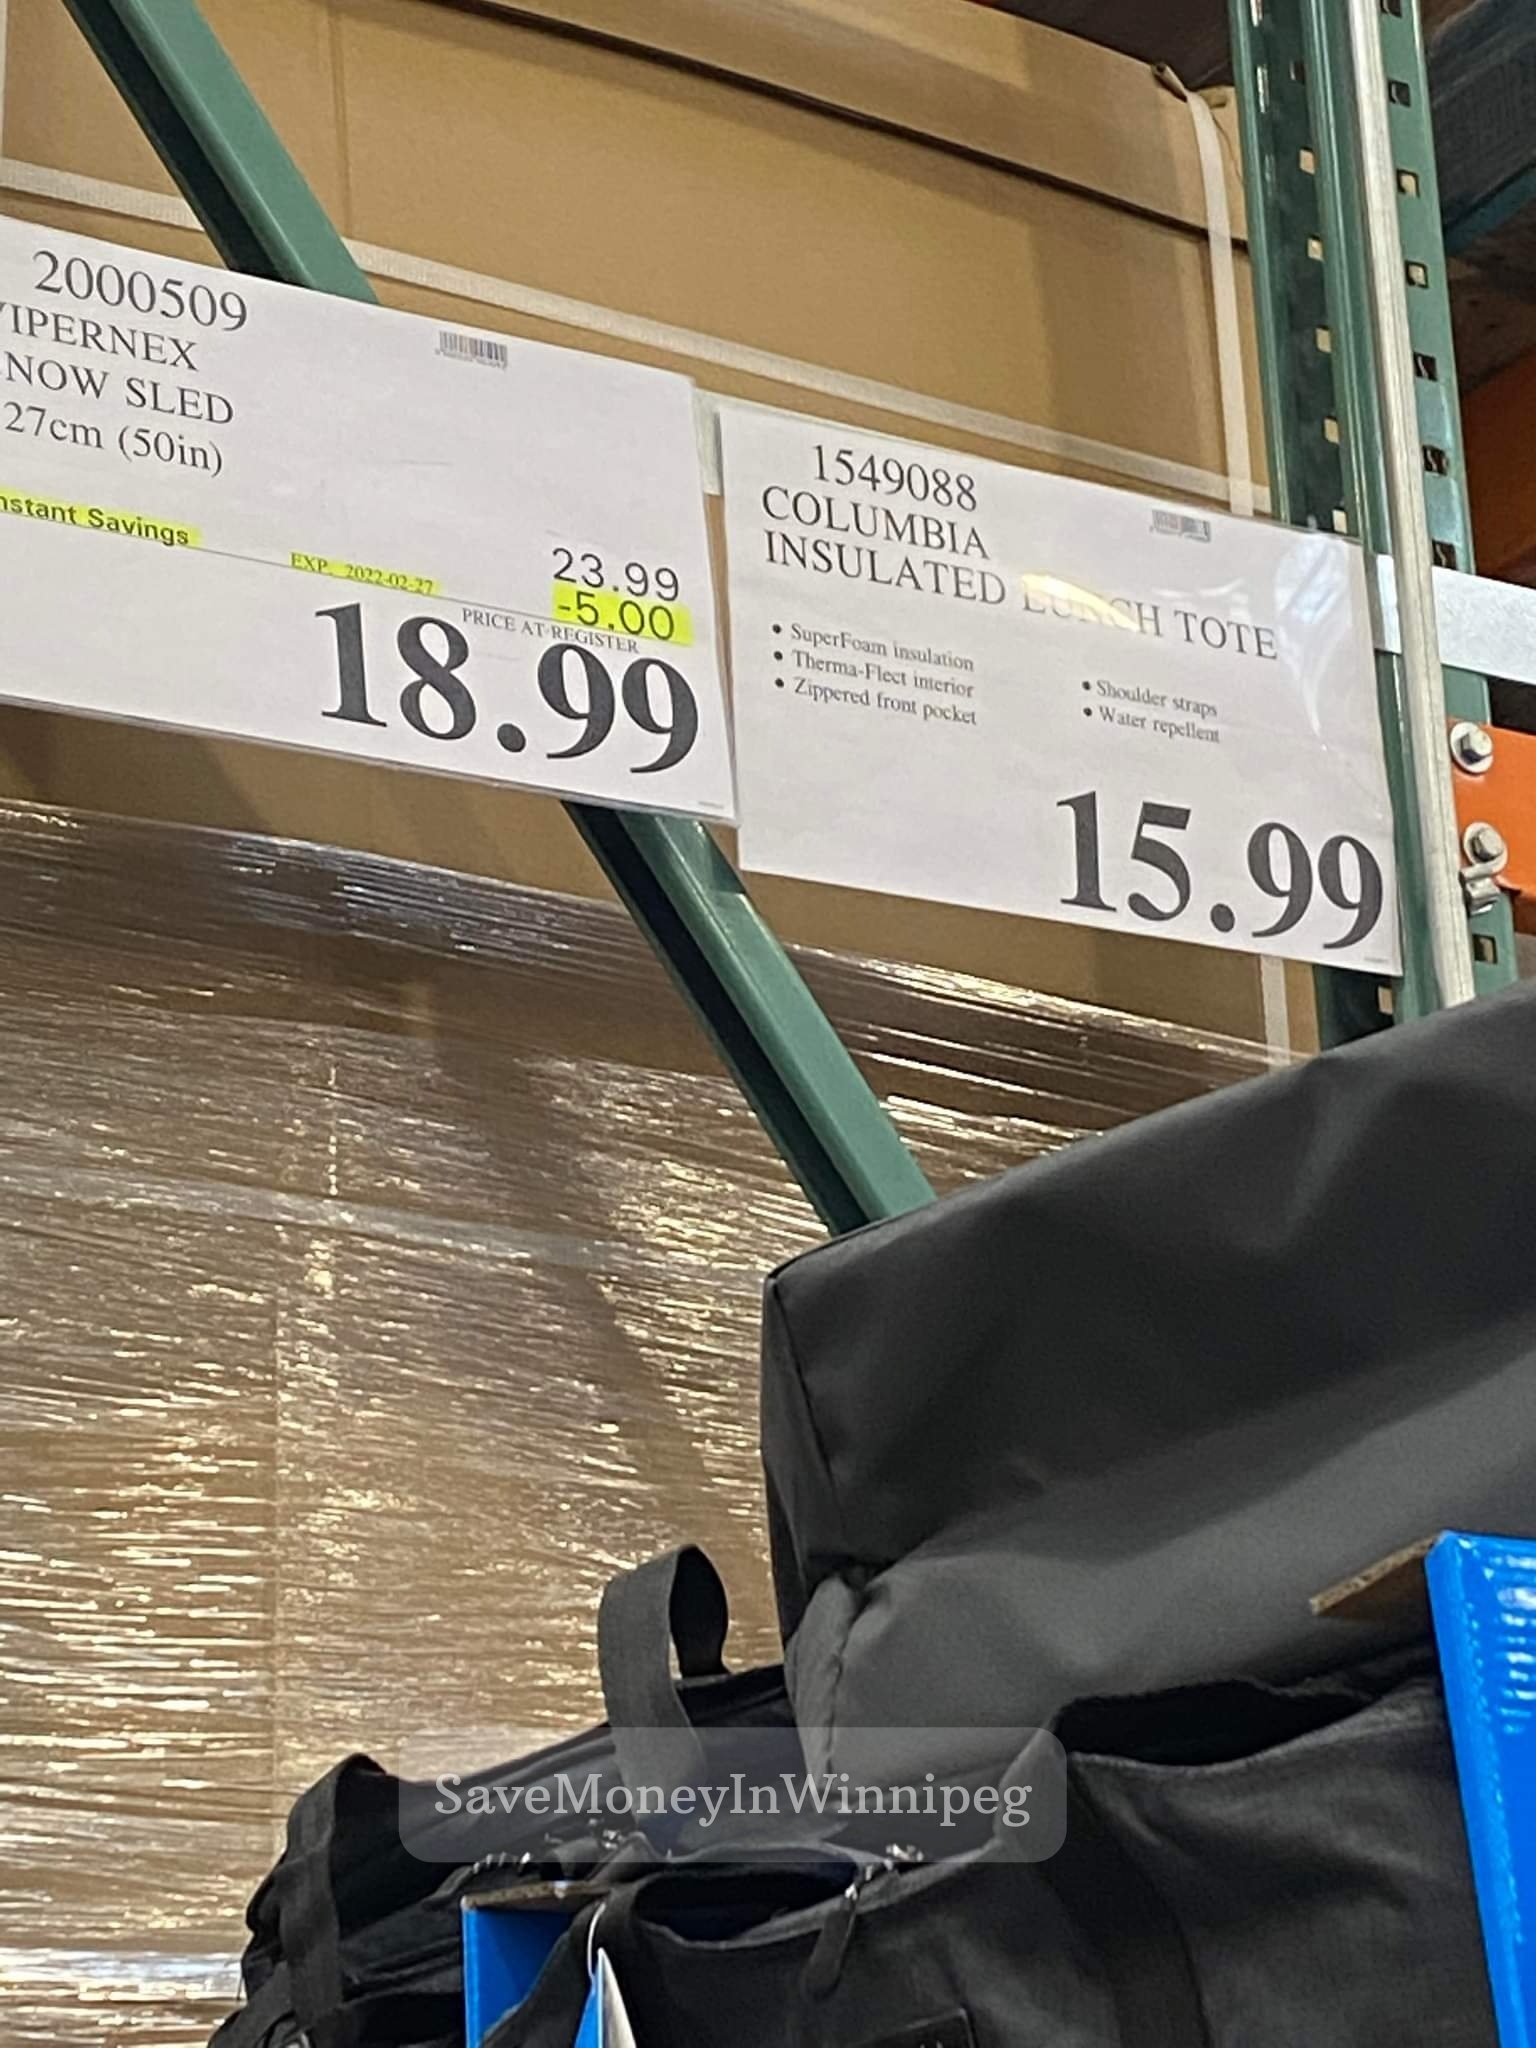 2000509
VIPERNEX
NOW SLED
27cm (50in)
nstant Savings
EXP. 2022-02-27
23.99
-5.00
PRICE AT REGISTER
18.99
1549088
COLUMBIA
INSULATED LUNCH TOTE
• SuperFoam insulation
• Therma-Flect interior
• Zippered front pocket
• Shoulder straps
• Water repellent
15.99
SaveMoneyInWinnipeg